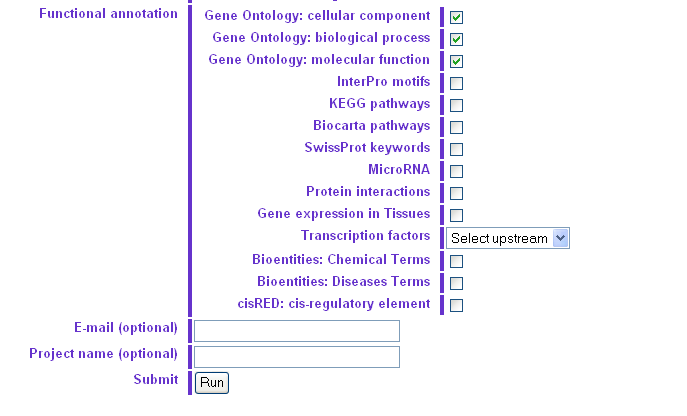 Functional annotation
Gene Ontology: cellular component
Gene Ontology: biological process
Gene Ontology: molecular function
InterPro motifs
KEGG pathways
Biocarta pathways
SwissProt keywords
MicroRNA
Protein interactions
Gene expression in Tissues
Transcription factors Select upstream
Bioentities: Chemical Terms
Bioentities: Diseases Terms
cisRED: cis-regulatory element
E-mail (optional)
Project name (optional)
Submit Run